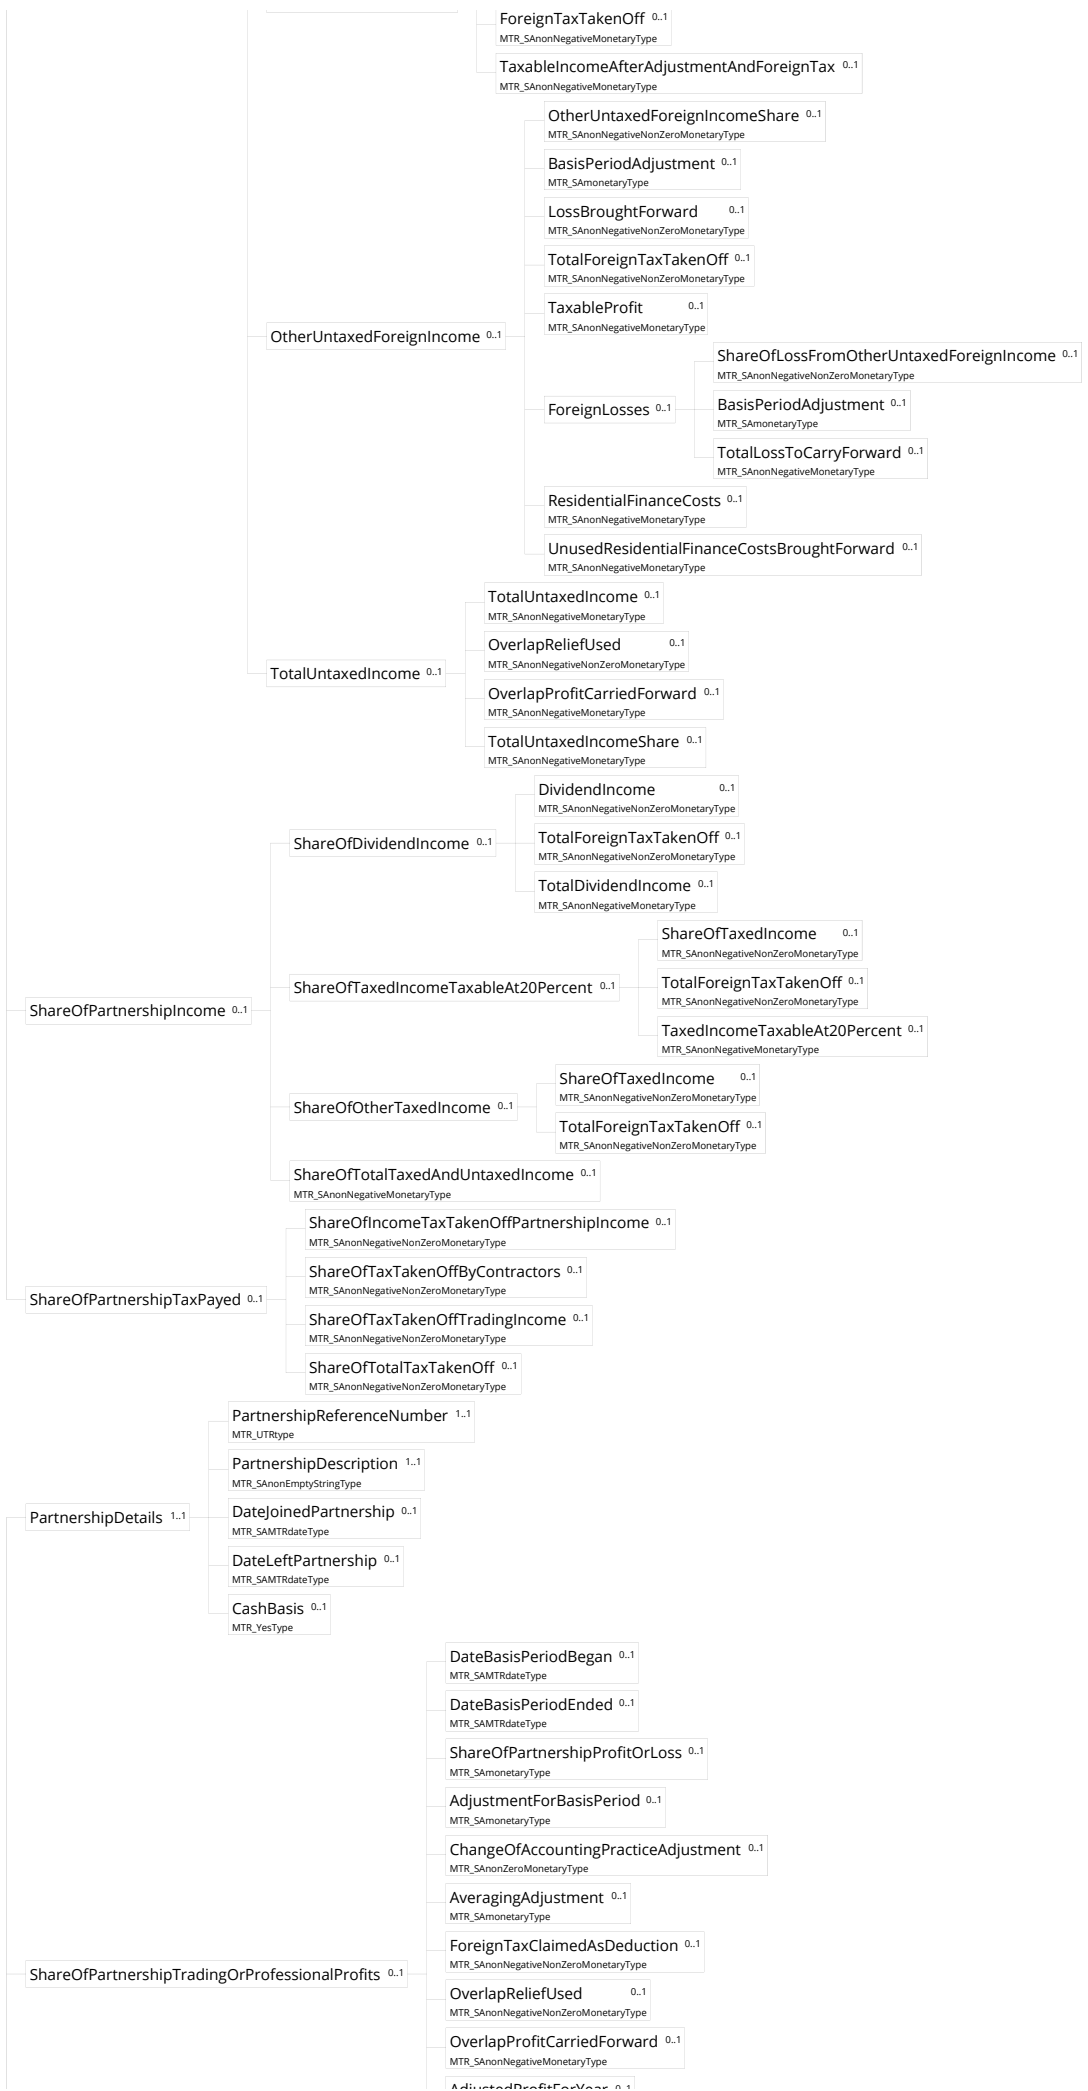 ForeignTaxTakenOff 0..1
MTR_SAnonNegativeMonetaryType
TaxableIncomeAfterAdjustmentAndForeignTax 0..1
MTR_SAnonNegativeMonetaryType
OtherUntaxedForeignIncomeShare 0..1
MTR_SAnonNegativeNonZeroMonetaryType
BasisPeriodAdjustment 0..1
MTR_SAmonetaryType
LossBroughtForward 0..1
MTR_SAnonNegativeNonZeroMonetaryType
TotalForeignTaxTakenOff 0..1
MTR_SAnonNegativeNonZeroMonetaryType
TaxableProfit 0..1
MTR_SAnonNegativeMonetaryType
OtherUntaxedForeignIncome 0..1
ShareOfLossFromOtherUntaxedForeignIncome 0..1
MTR_SAnonNegativeNonZeroMonetaryType
ForeignLosses 0..1
BasisPeriodAdjustment 0..1
MTR_SAmonetaryType
TotalLossToCarryForward 0..1
MTR_SAnonNegativeMonetaryType
ResidentialFinanceCosts 0..1
MTR_SAnonNegativeMonetaryType
UnusedResidentialFinanceCostsBroughtForward 0..1
MTR_SAnonNegativeMonetaryType
TotalUntaxedIncome 0..1
MTR_SAnonNegativeMonetaryType
OverlapReliefUsed 0..1
MTR_SAnonNegativeNonZeroMonetaryType
TotalUntaxedIncome 0..1
OverlapProfitCarriedForward 0..1
MTR_SAnonNegativeMonetaryType
TotalUntaxedIncomeShare 0..1
MTR_SAnonNegativeMonetaryType
DividendIncome 0..1
MTR_SAnonNegativeNonZeroMonetaryType
ShareOfDividendIncome 0..1
TotalForeignTaxTakenOff 0..1
MTR_SAnonNegativeNonZeroMonetaryType
TotalDividendIncome 0..1
MTR_SAnonNegativeMonetaryType
ShareOfTaxedIncome 0..1
MTR_SAnonNegativeNonZeroMonetaryType
ShareOfTaxedIncomeTaxableAt20Percent 0..1
TotalForeignTaxTakenOff 0..1
MTR_SAnonNegativeNonZeroMonetaryType
ShareOfPartnershipIncome 0..1
TaxedIncomeTaxableAt20Percent 0..1
MTR_SAnonNegativeMonetaryType
ShareOfTaxedIncome 0..1
MTR_SAnonNegativeNonZeroMonetaryType
ShareOfOtherTaxedIncome 0..1
TotalForeignTaxTakenOff 0..1
MTR_SAnonNegativeNonZeroMonetaryType
ShareOfTotalTaxedAndUntaxedIncome 0..1
MTR_SAnonNegativeMonetaryType
ShareOfIncomeTaxTakenOffPartnershipIncome 0..1
MTR_SAnonNegativeNonZeroMonetaryType
ShareOfTaxTakenOffByContractors 0..1
MTR_SAnonNegativeNonZeroMonetaryType
ShareOfPartnershipTaxPayed 0..1
ShareOfTaxTakenOffTradingIncome 0..1
MTR_SAnonNegativeNonZeroMonetaryType
ShareOfTotalTaxTakenOff 0..1
MTR_SAnonNegativeNonZeroMonetaryType
PartnershipReferenceNumber 1..1
MTR_UTRtype
PartnershipDescription 1..1
MTR_SAnonEmptyStringType
PartnershipDetails 1..1
DateJoinedPartnership 0..1
MTR_SAMTRdateType
DateLeftPartnership 0..1
MTR_SAMTRdateType
CashBasis 0..1
MTR_YesType
DateBasisPeriodBegan 0..1
MTR_SAMTRdateType
DateBasisPeriodEnded 0..1
MTR_SAMTRdateType
ShareOfPartnershipProfitOrLoss 0..1
MTR_SAmonetaryType
AdjustmentForBasisPeriod 0..1
MTR_SAmonetaryType
ChangeOfAccountingPracticeAdjustment 0..1
MTR_SAnonZeroMonetaryType
AveragingAdjustment 0..1
MTR_SAmonetaryType
ForeignTaxClaimedAsDeduction 0..1
MTR_SAnonNegativeNonZeroMonetaryType
ShareOfPartnershipTradingOrProfessionalProfits 0..1
OverlapReliefUsed 0..1
MTR_SAnonNegativeNonZeroMonetaryType
OverlapProfitCarriedForward 0..1
MTR_SAnonNegativeMonetaryType
AdjustedProfitForYear 0..1